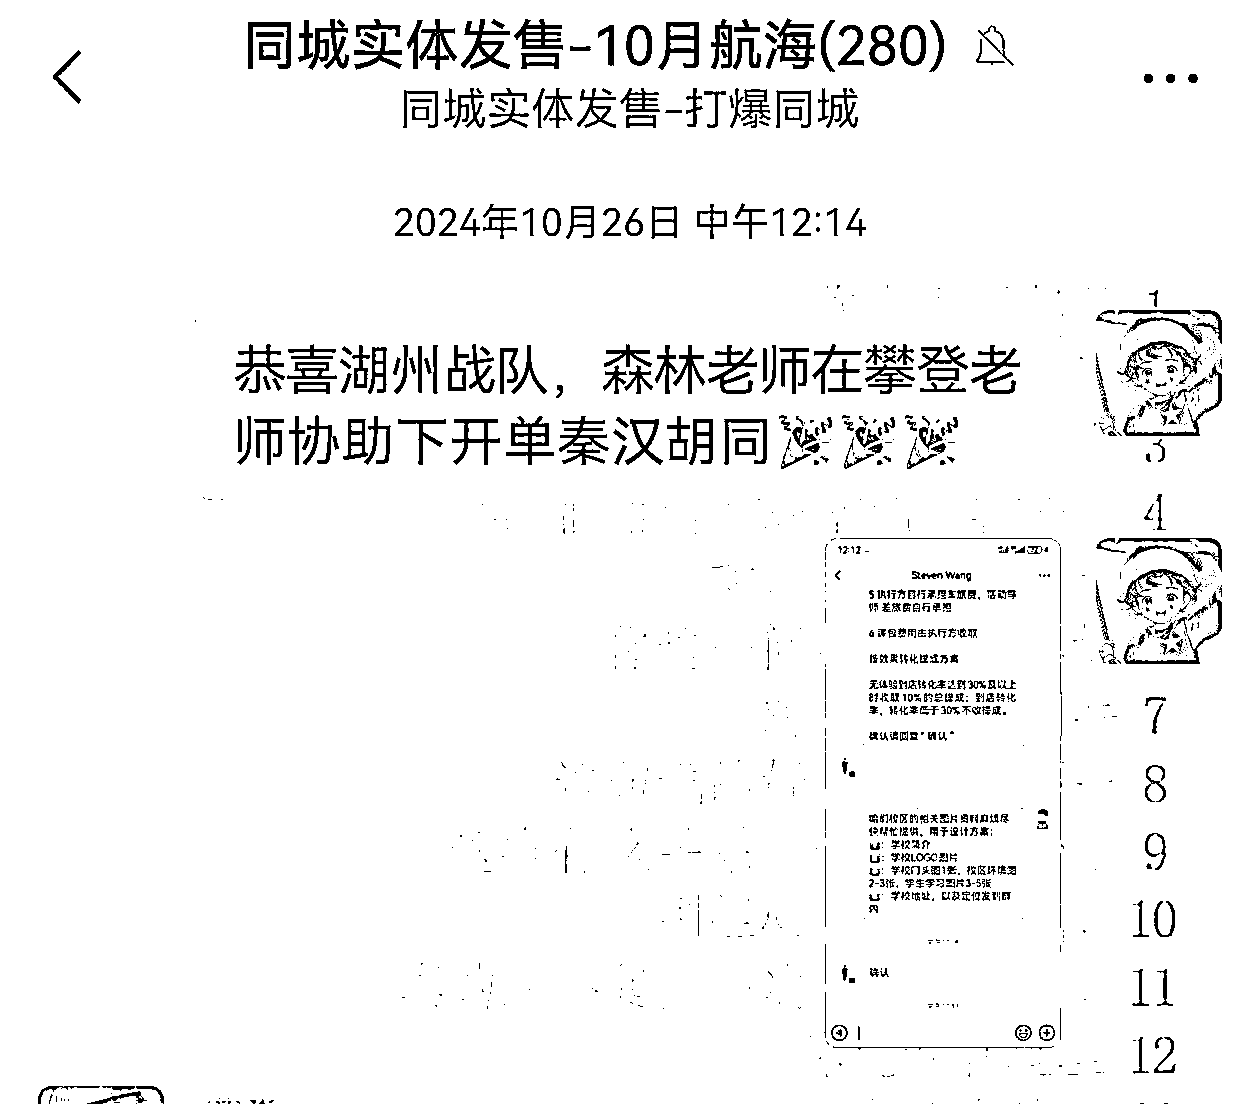 同城实体发售-10月航海(280)
同城实体发售-打爆同城
2024年10月26日 中午12:14
恭喜湖州战队，森林老师在攀登老
师协助下开单秦汉胡同🎉🎉🎉
12:12
Steven Wang
5 执行方自行承担车旅费，活动导
师 差旅费自行承担
6 课包费用由执行方收取
按效果转化提成方案
无体验到店转化率达到30%及以上
时收取10%的总提成；到店转化
率，转化率低于30%不收提成。
确认请回复"确认"
咱们校区的相关图片资料麻烦尽
快帮忙提供，用于设计方案：
学校简介
学校LOGO图片
学校门头图1张，校区环境图
2-3张，学生学习图片3-5张
学校地址，以及定位发到群
内
确认
1
3
4
7
8
9
10
11
12